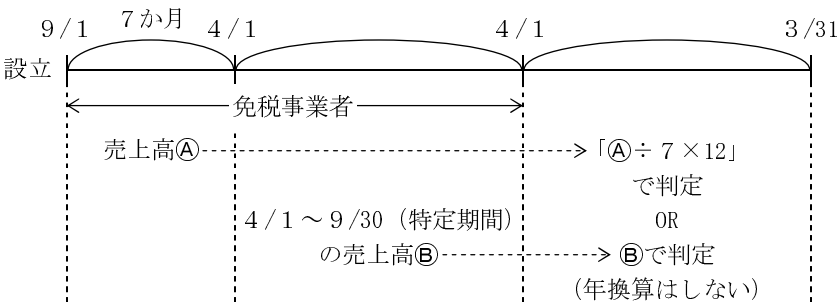 7か月
9/1 4/1 4/1 3/31
設立
免税事業者
売上高Ⓐ 「Ⓐ÷7×12」
で判定
4/1～9/30(特定期間) OR
の売上高Ⓑ Ⓑで判定
(年換算はしない)